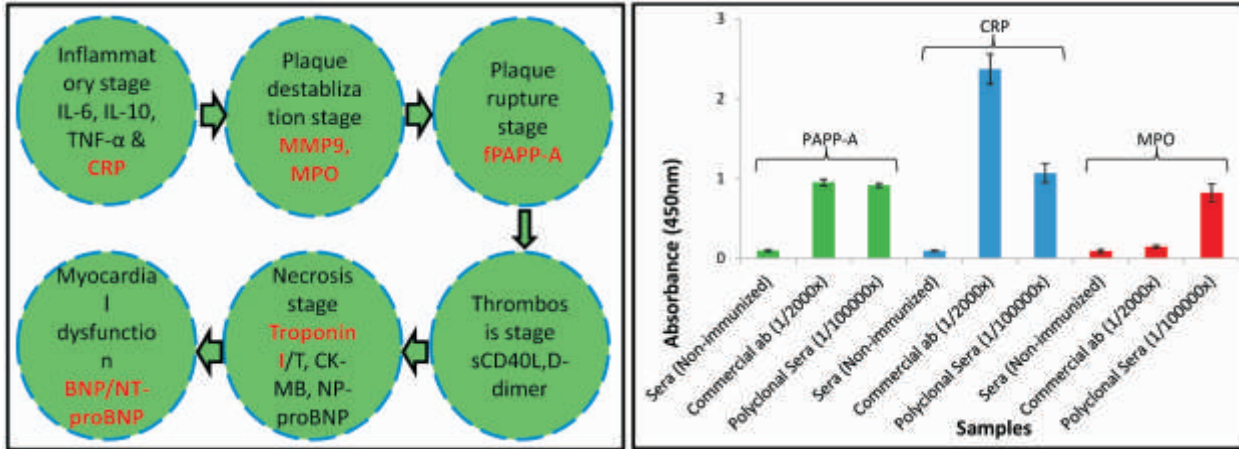 Inflammat
ory stage
IL-6, IL-10,
TNF-α &
CRP
Plaque
destabliza
tion stage
MMP9,
MPO
Plaque
rupture
stage
fPAPP-A
Thrombos
is stage
sCD40L,D-
dimer
Necrosis
stage
Troponin
I/T, CK-
MB, NP-
proBNP
Myocardia
l
dysfunctio
n
BNP/NT-
proBNP
Absorbance (450nm)
3
2
1
0
PAPP-A
CRP
MPO
Sera (Non-immunized)
Commercial ab (1/2000x)
Polyclonal Sera (1/100000x)
Sera (Non-immunized)
Commercial ab (1/2000x)
Polyclonal Sera (1/100000x)
Sera (Non-immunized)
Commercial ab (1/2000x)
Polyclonal Sera (1/100000x)
Samples